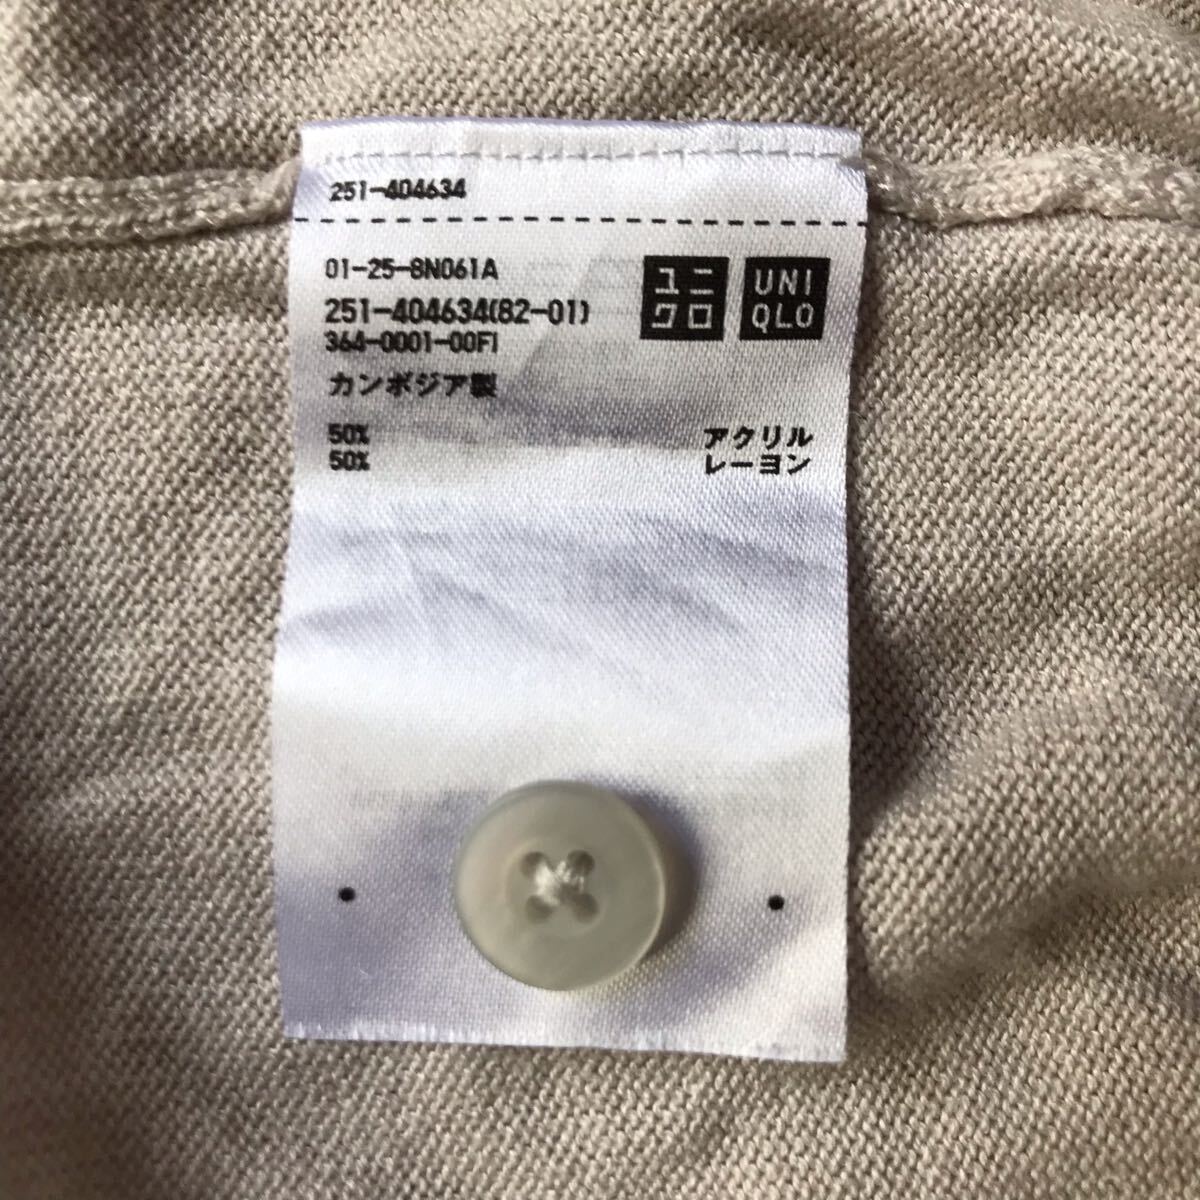 251-404634
01-25-8N061A
251-404634(82-01)
364-0001-00FI
カンボジア製
ユニ
クロ
UNI
QLO
50% アクリル
50% レーヨン